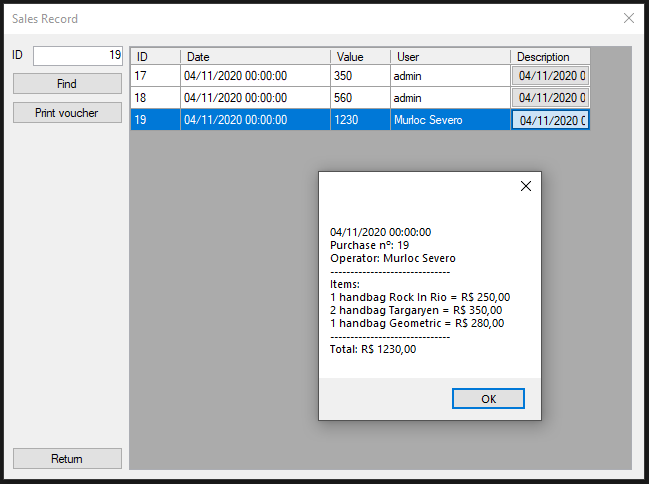 Sales Record
ID 19
Find
Print voucher
Return
ID Date Value User Description
17 04/11/2020 00:00:00 350 admin 04/11/2020 0
18 04/11/2020 00:00:00 560 admin 04/11/2020 0
19 04/11/2020 00:00:00 1230 Murloc Severo 04/11/2020 0
04/11/2020 00:00:00
Purchase nº: 19
Operator: Murloc Severo
------------------------------
Items:
1 handbag Rock In Rio = R$ 250,00
2 handbag Targaryen = R$ 350,00
1 handbag Geometric = R$ 280,00
------------------------------
Total: R$ 1230,00
OK